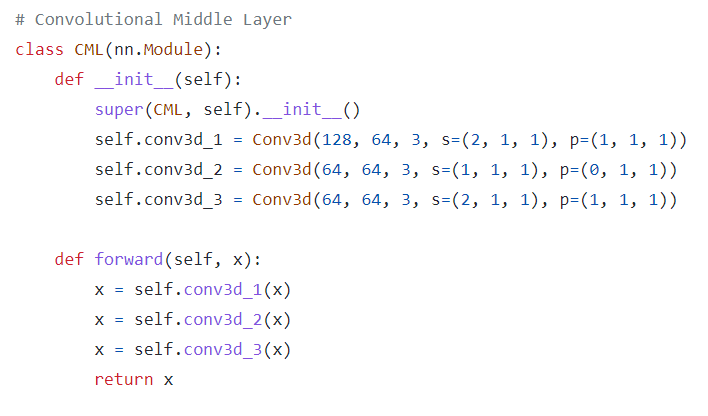 # Convolutional Middle Layer
class CML(nn.Module):
    def __init__(self):
        super(CML, self).__init__()
        self.conv3d_1 = Conv3d(128, 64, 3, s=(2, 1, 1), p=(1, 1, 1))
        self.conv3d_2 = Conv3d(64, 64, 3, s=(1, 1, 1), p=(0, 1, 1))
        self.conv3d_3 = Conv3d(64, 64, 3, s=(2, 1, 1), p=(1, 1, 1))

    def forward(self, x):
        x = self.conv3d_1(x)
        x = self.conv3d_2(x)
        x = self.conv3d_3(x)
        return x